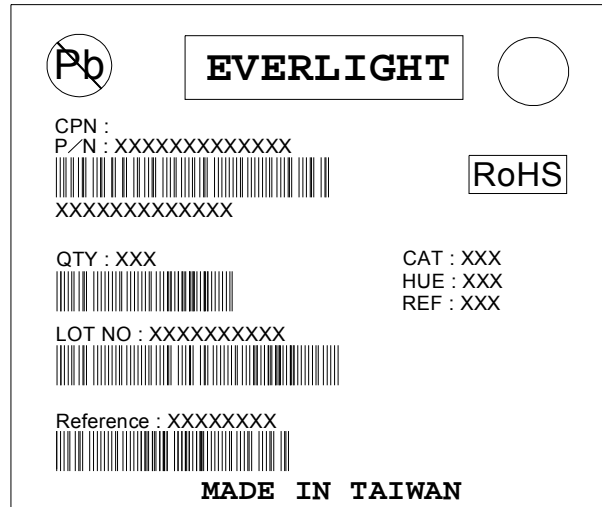 Pb
EVERLIGHT
CPN :
P/N : XXXXXXXXXXXXX
RoHS
XXXXXXXXXXXXX
QTY : XXX
CAT : XXX
HUE : XXX
REF : XXX
LOT NO : XXXXXXXXXX
Reference : XXXXXXXX
MADE IN TAIWAN